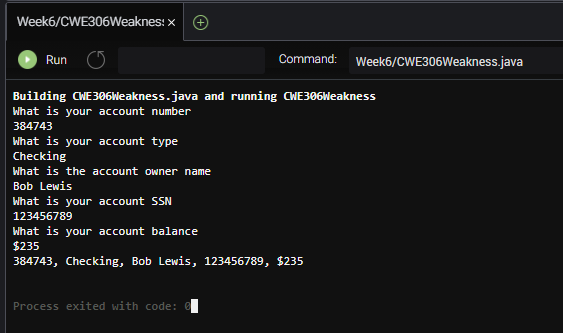 Week6/CWE306Weakness
Run
Command:
Week6/CWE306Weakness.java
Building CWE306Weakness.java and running CWE306Weakness
What is your account number
384743
What is your account type
Checking
What is the account owner name
Bob Lewis
What is your account SSN
123456789
What is your account balance
$235
384743, Checking, Bob Lewis, 123456789, $235
Process exited with code: 0